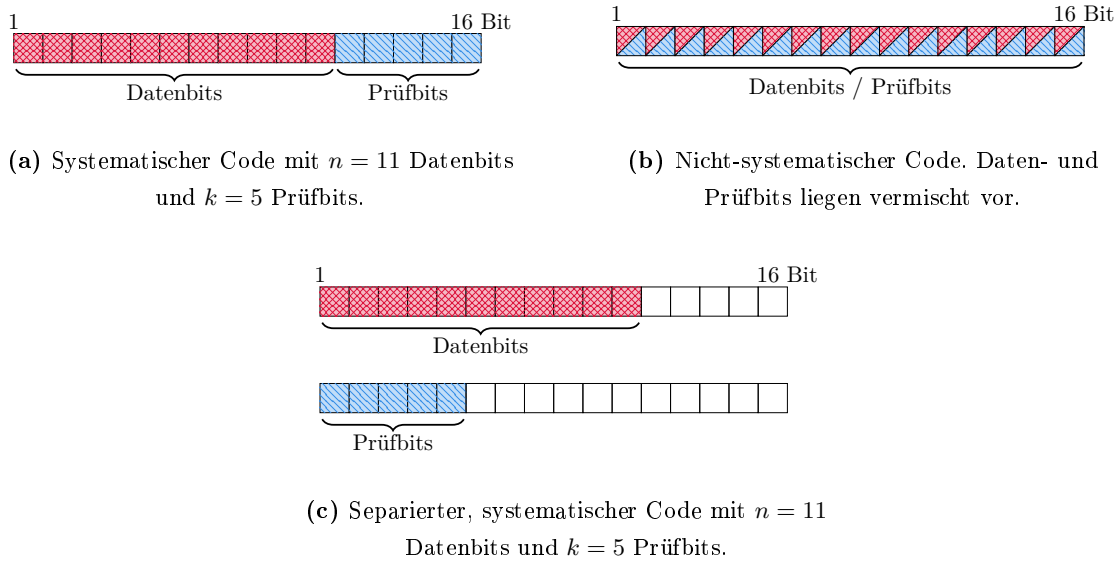 1 16 Bit
Datenbits Prüfbits
(a) Systematischer Code mit n = 11 Datenbits
und k = 5 Prüfbits.
1 16 Bit
Datenbits / Prüfbits
(b) Nicht-systematischer Code. Daten- und
Prüfbits liegen vermischt vor.
1 16 Bit
Datenbits
Prüfbits
(c) Separierter, systematischer Code mit n = 11
Datenbits und k = 5 Prüfbits.